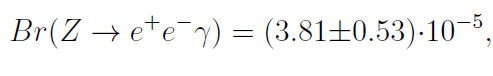 Br(Z → e⁺e⁻γ) = (3.81±0.53)·10⁻⁵,